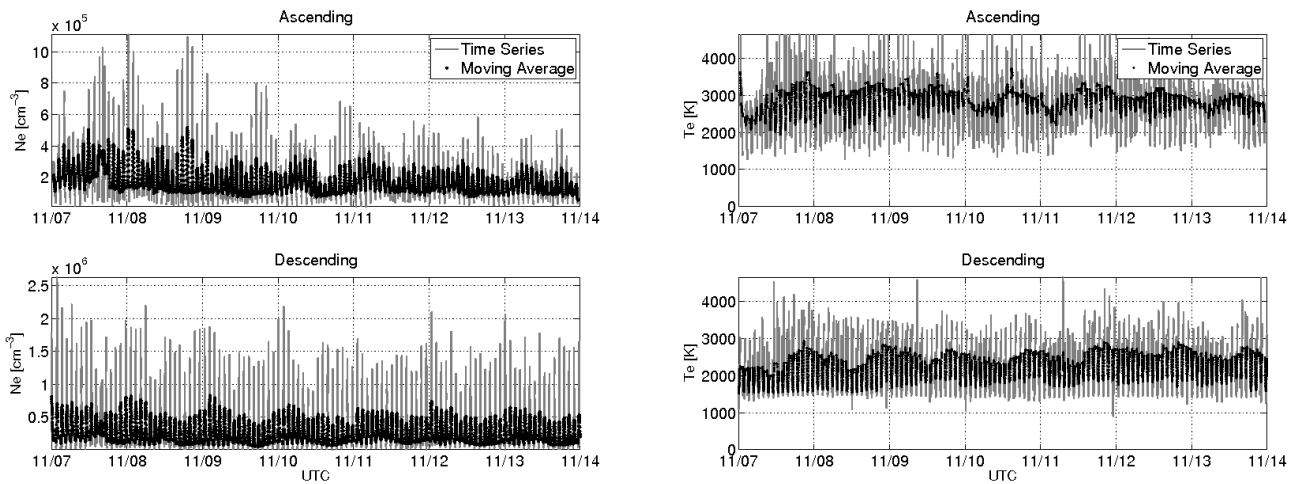 Ascending
x 10⁵
10
8
6
4
2
Ne [cm⁻³]
Time Series
Moving Average
11/07 11/08 11/09 11/10 11/11 11/12 11/13 11/14
Descending
x 10⁶
2.5
2
1.5
1
0.5
Ne [cm⁻³]
11/07 11/08 11/09 11/10 11/11 11/12 11/13 11/14
UTC
Ascending
4000
3000
2000
1000
0
Te [K]
Time Series
Moving Average
11/07 11/08 11/09 11/10 11/11 11/12 11/13 11/14
Descending
4000
3000
2000
1000
0
Te [K]
11/07 11/08 11/09 11/10 11/11 11/12 11/13 11/14
UTC